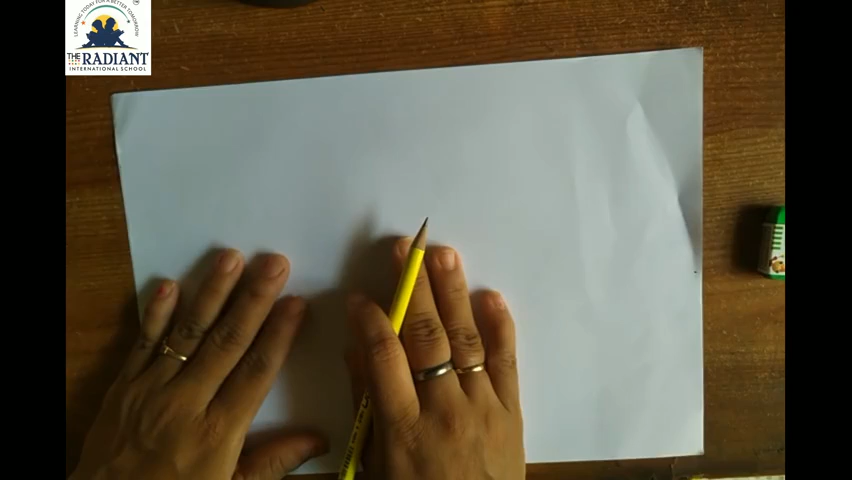 LEARNING TODAY FOR A BETTER TOMORROW
THE RADIANT
INTERNATIONAL SCHOOL